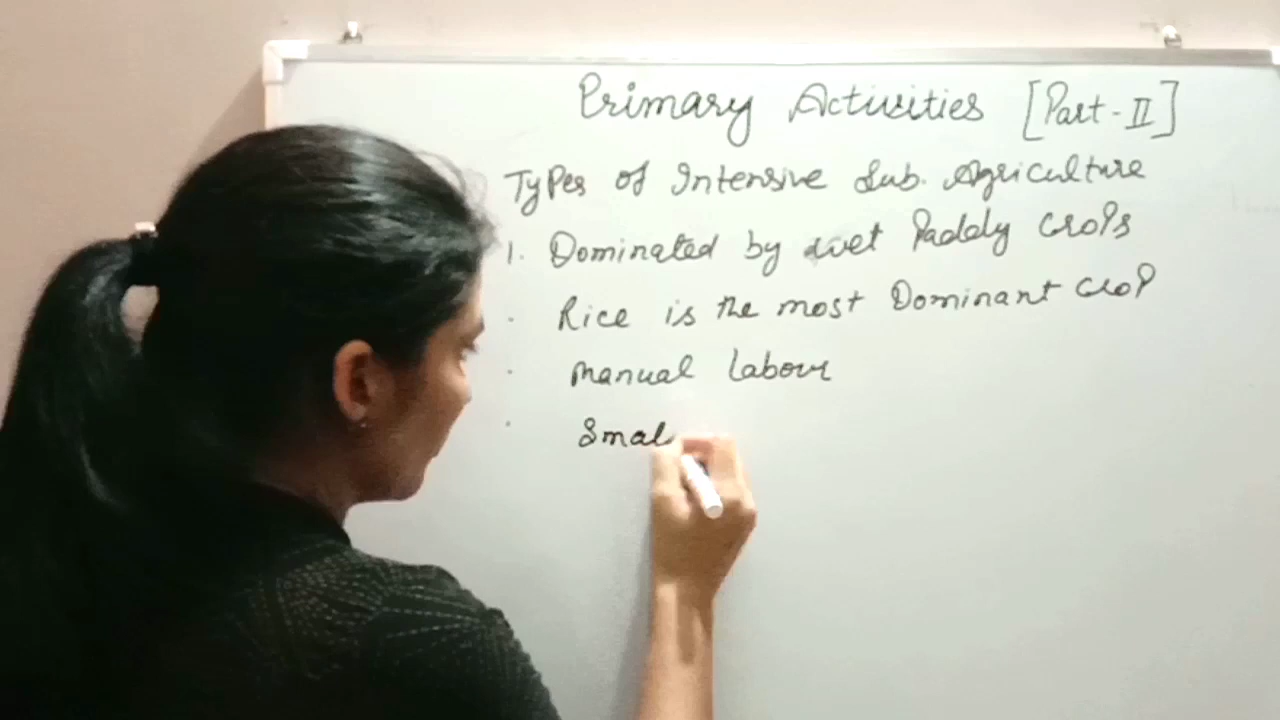 Primary Activities [Part-II]
Types of Intensive Sub. Agriculture
1. Dominated by wet Paddy Crops
· Rice is the most Dominant Crop
· Manual labour
· Smal